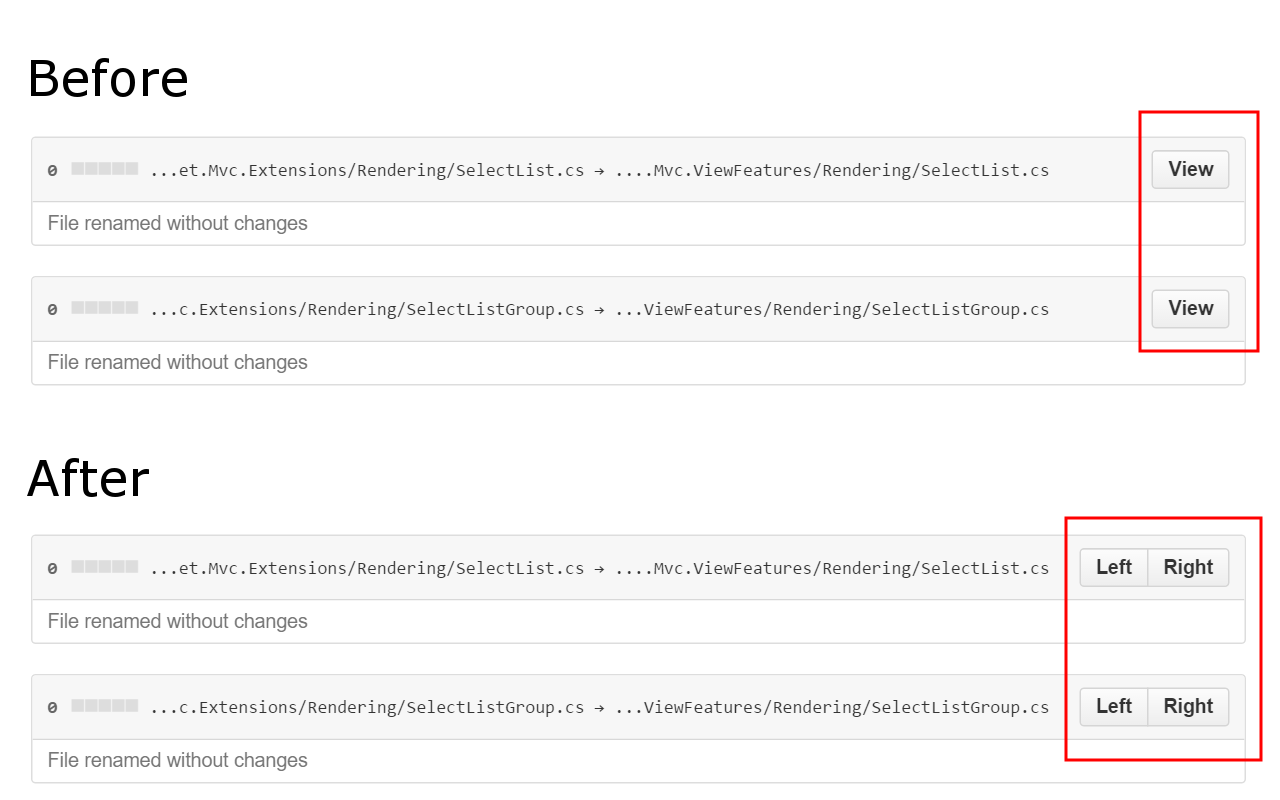 Before
0 ...et.Mvc.Extensions/Rendering/SelectList.cs → ....Mvc.ViewFeatures/Rendering/SelectList.cs View
File renamed without changes
0 ...c.Extensions/Rendering/SelectListGroup.cs → ...ViewFeatures/Rendering/SelectListGroup.cs View
File renamed without changes
After
0 ...et.Mvc.Extensions/Rendering/SelectList.cs → ....Mvc.ViewFeatures/Rendering/SelectList.cs Left Right
File renamed without changes
0 ...c.Extensions/Rendering/SelectListGroup.cs → ...ViewFeatures/Rendering/SelectListGroup.cs Left Right
File renamed without changes